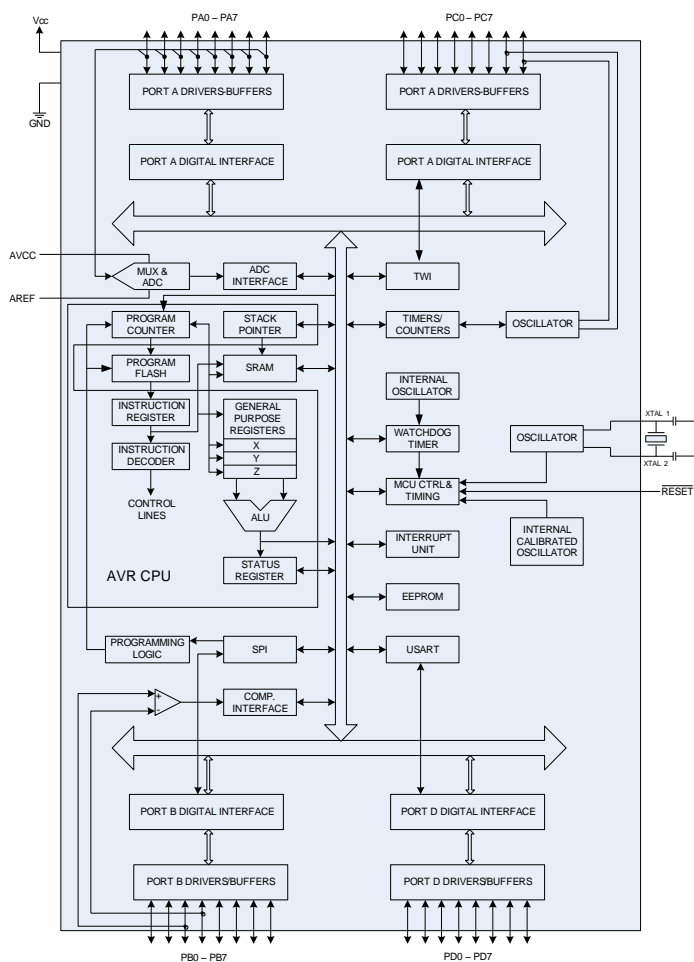 PA0 – PA7
PC0 – PC7
Vcc
GND
PORT A DRIVERS-BUFFERS
PORT A DRIVERS-BUFFERS
PORT A DIGITAL INTERFACE
PORT A DIGITAL INTERFACE
AVCC
AREF
MUX &
ADC
ADC
INTERFACE
TWI
PROGRAM
COUNTER
STACK
POINTER
TIMERS/
COUNTERS
OSCILLATOR
PROGRAM
FLASH
SRAM
INTERNAL
OSCILLATOR
INSTRUCTION
REGISTER
GENERAL
PURPOSE
REGISTERS
X
Y
Z
WATCHDOG
TIMER
OSCILLATOR
XTAL 1
XTAL 2
INSTRUCTION
DECODER
MCU CTRL &
TIMING
RESET
CONTROL
LINES
ALU
INTERRUPT
UNIT
INTERNAL
CALIBRATED
OSCILLATOR
AVR CPU
STATUS
REGISTER
EEPROM
PROGRAMMING
LOGIC
SPI
USART
+
-
COMP.
INTERFACE
PORT B DIGITAL INTERFACE
PORT D DIGITAL INTERFACE
PORT B DRIVERS/BUFFERS
PORT D DRIVERS/BUFFERS
PB0 – PB7
PD0 – PD7